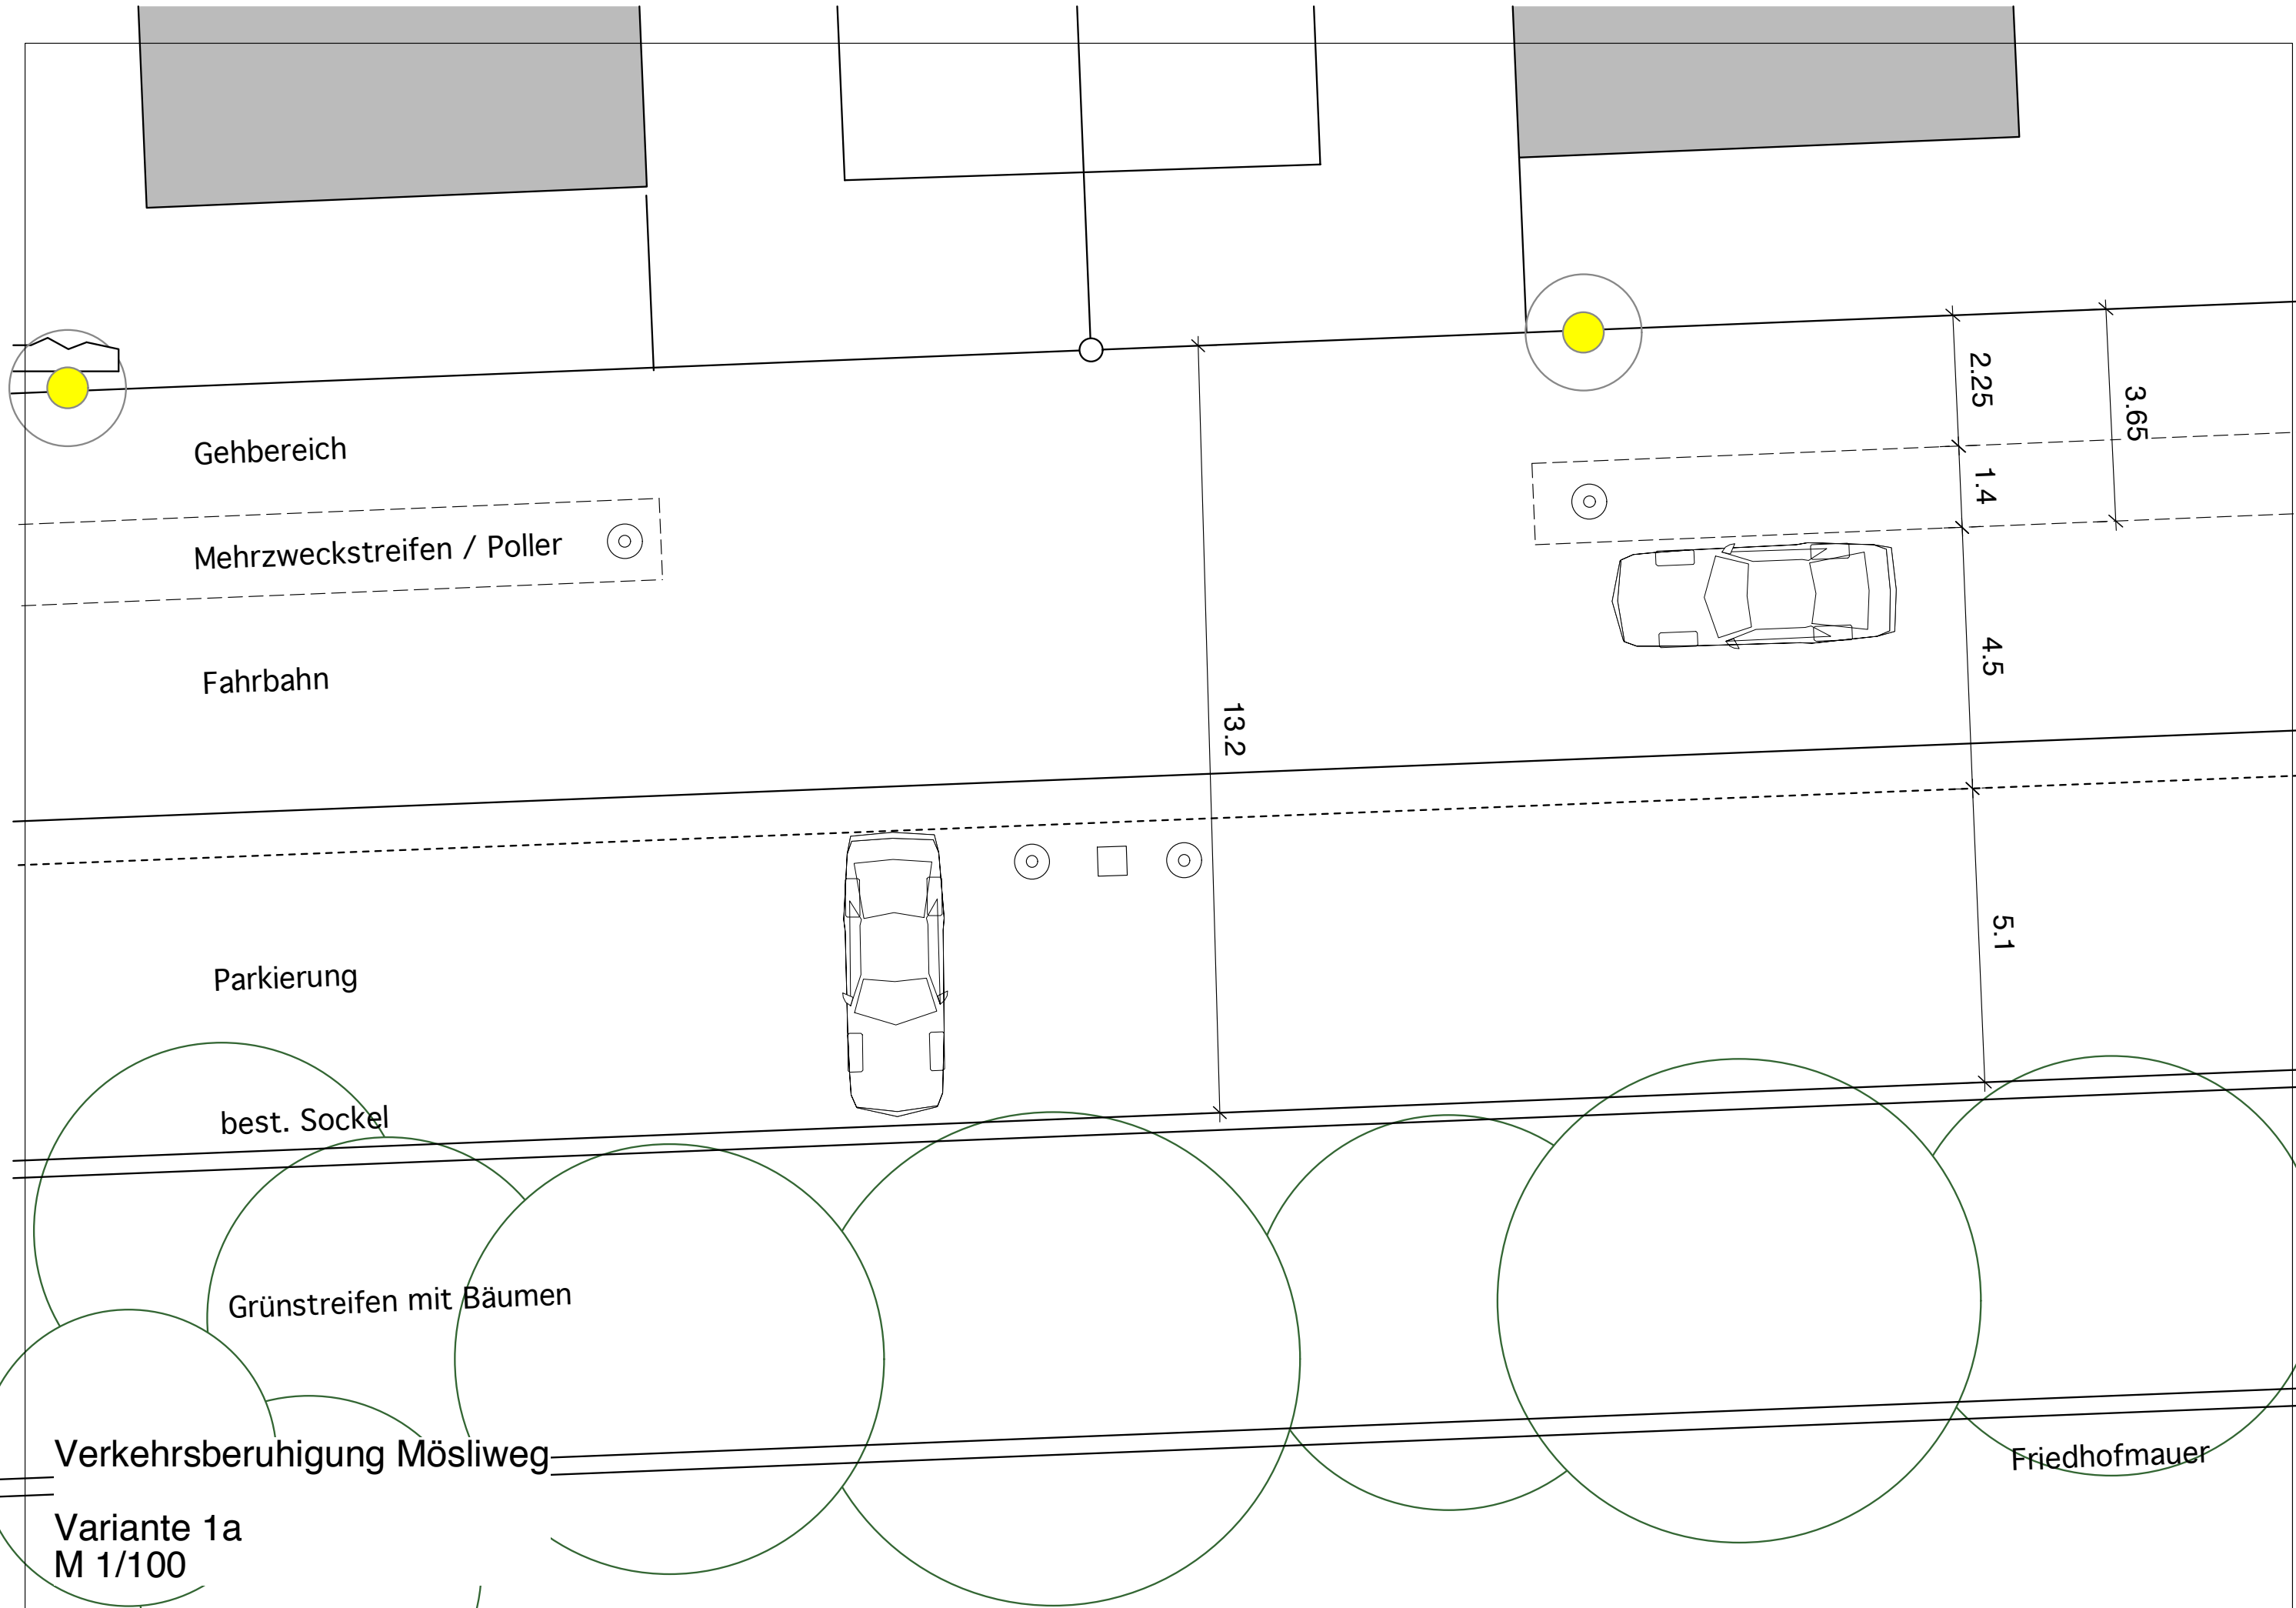 2.25
3.65
Gehbereich
1.4
Mehrzweckstreifen / Poller
4.5
Fahrbahn
13.2
5.1
Parkierung
best. Sockel
Grünstreifen mit Bäumen
Friedhofmauer
Verkehrsberuhigung Mösliweg
Variante 1a
M 1/100